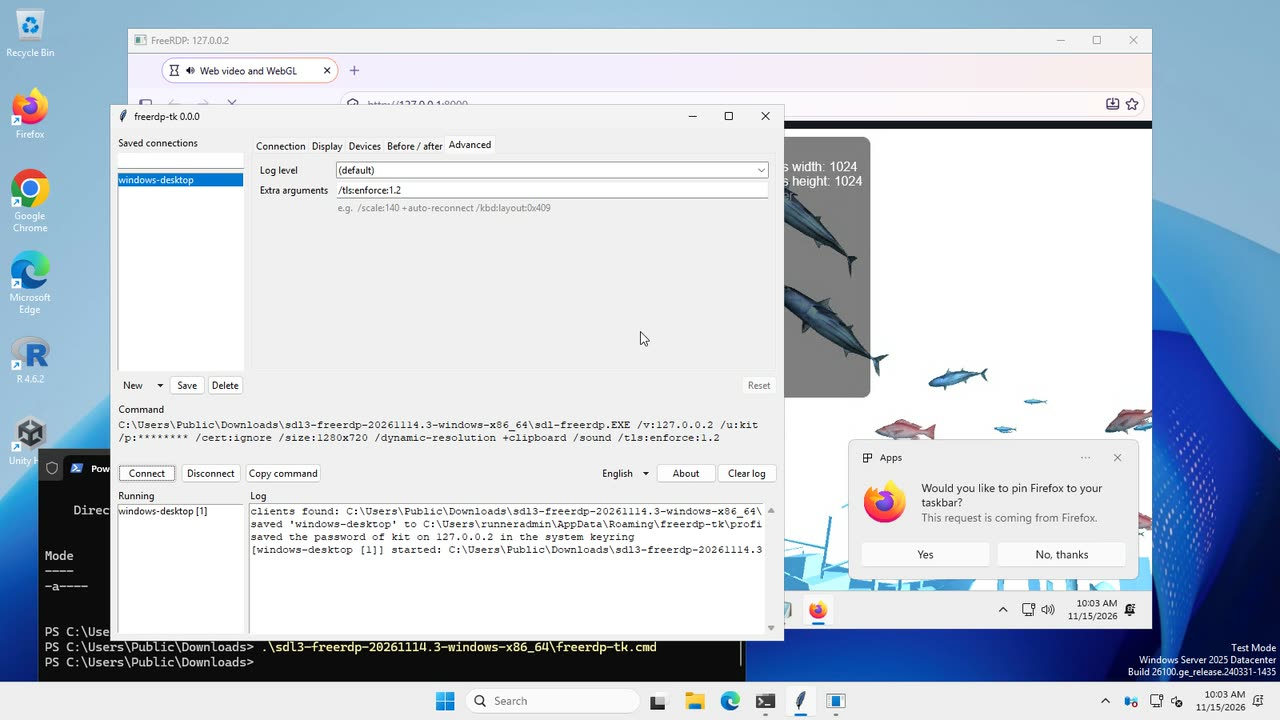 Recycle Bin
Firefox
Google
Chrome
Microsoft
Edge
R 4.6.2
Unity H
FreeRDP: 127.0.0.2
Web video and WebGL
http://127.0.0.1:8000
freerdp-tk 0.0.0
Saved connections
windows-desktop
New
Save
Delete
Connection
Display
Devices
Before / after
Advanced
Log level
(default)
Extra arguments
/tls:enforce:1.2
e.g. /scale:140 +auto-reconnect /kbd:layout:0x409
Reset
Command
C:\Users\Public\Downloads\sdl3-freerdp-20261114.3-windows-x86_64\sdl-freerdp.EXE /v:127.0.0.2 /u:kit
/p:******** /cert:ignore /size:1280x720 /dynamic-resolution +clipboard /sound /tls:enforce:1.2
Connect
Disconnect
Copy command
English
About
Clear log
Running
windows-desktop [1]
Log
clients found: C:\Users\Public\Downloads\sdl3-freerdp-20261114.3-windows-x86_64\
saved 'windows-desktop' to C:\Users\runneradmin\AppData\Roaming\freerdp-tk\profi
saved the password of kit on 127.0.0.2 in the system keyring
[windows-desktop [1]] started: C:\Users\Public\Downloads\sdl3-freerdp-20261114.3
s width: 1024
s height: 1024
Apps
Would you like to pin Firefox to your
taskbar?
This request is coming from Firefox.
Yes
No, thanks
10:03 AM
11/15/2026
Pow
Direc
Mode
----
-a----
PS C:\Use
PS C:\Users\Public\Downloads> .\sdl3-freerdp-20261114.3-windows-x86_64\freerdp-tk.cmd
PS C:\Users\Public\Downloads>
Test Mode
Windows Server 2025 Datacenter
Build 26100.ge_release.240331-1435
Search
10:03 AM
11/15/2026